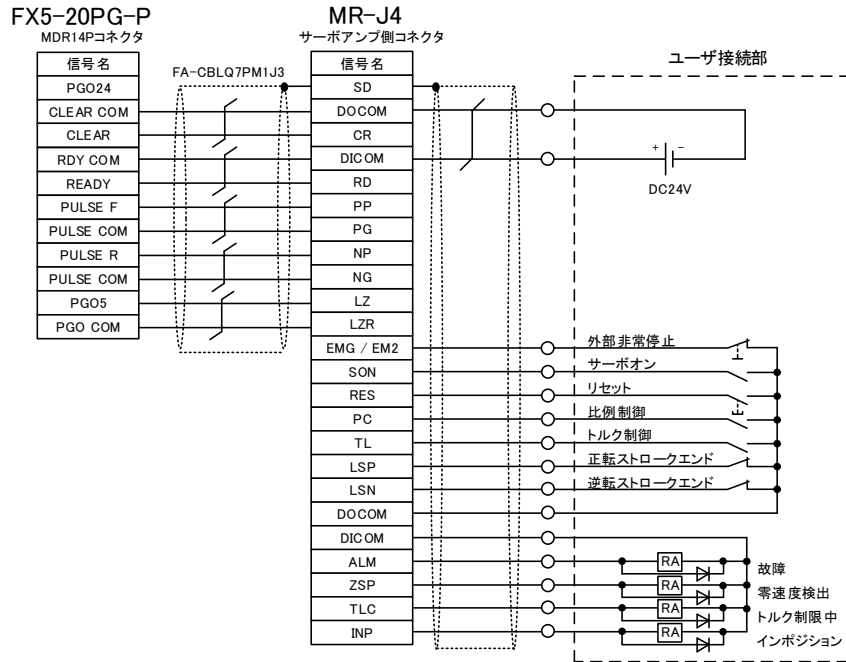 FX5-20PG-P
MDR14Pコネクタ
MR-J4
サーボアンプ側コネクタ
FA-CBLQ7PM1J3
ユーザ接続部
信号名
PGO24
CLEAR COM
CLEAR
RDY COM
READY
PULSE F
PULSE COM
PULSE R
PULSE COM
PGO5
PGO COM
信号名
SD
DOCOM
CR
DICOM
RD
PP
PG
NP
NG
LZ
LZR
EMG / EM2
SON
RES
PC
TL
LSP
LSN
DOCOM
DICOM
ALM
ZSP
TLC
INP
+ -
DC24V
外部非常停止
サーボオン
リセット
比例制御
トルク制御
正転ストロークエンド
逆転ストロークエンド
RA 故障
RA 零速度検出
RA トルク制限中
RA インポジション